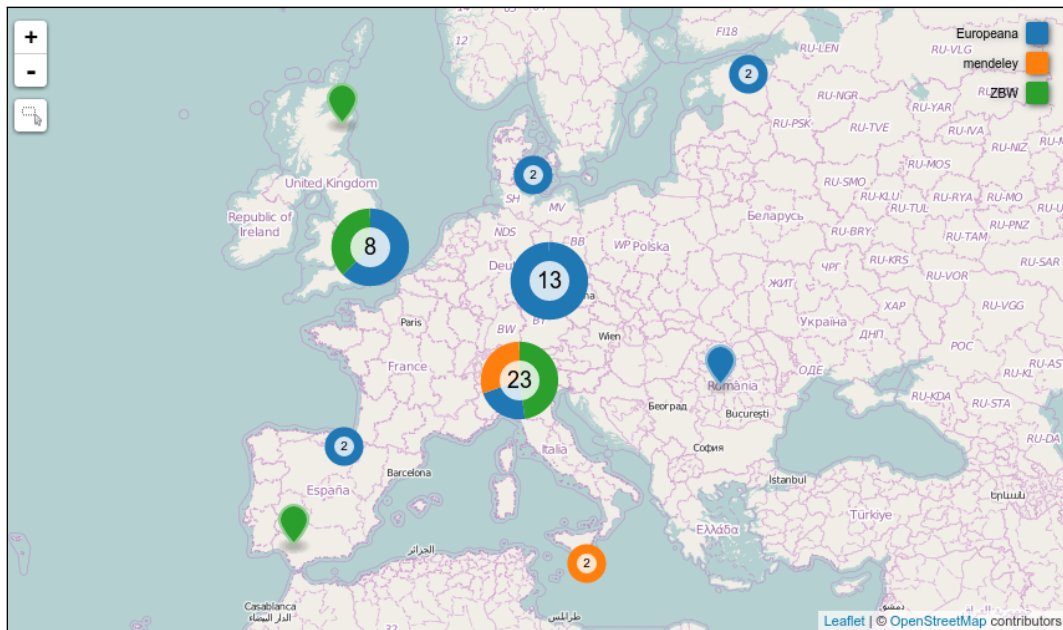 +
-
Europeana
mendeley
ZBW
12
FI18
RU-LEN
RU-VLG
RU-NGR
RU-YAR
RU-PSK
RU-TVE
RU-IVA
RU-NIZ
RU-MOS
RU-SMO
RU-KLU
RU-RYA
RU-MO
RU-TUL
RU-BRY
RU-TAM
RU-PNZ
RU-KRS
RU-SAR
RU-VOR
RU-VGG
RU-KDA
RU-STA
RU-DA
2
2
United Kingdom
Republic of
Ireland
SH
MV
NDS
BB
WP
Polska
Беларусь
8
13
ЖИТ
ЧРГ
ХАР
Україна
ДНП
РОС
ОДЕ
Paris
BW
BY
Wien
France
23
România
București
Београд
София
2
Italia
Barcelona
España
İstanbul
Türkiye
Ελλάδα
2
Casablanca
الدار البيضاء
الجزائر
طرابلس
دمشق
Երևան
32
Leaflet | © OpenStreetMap contributors